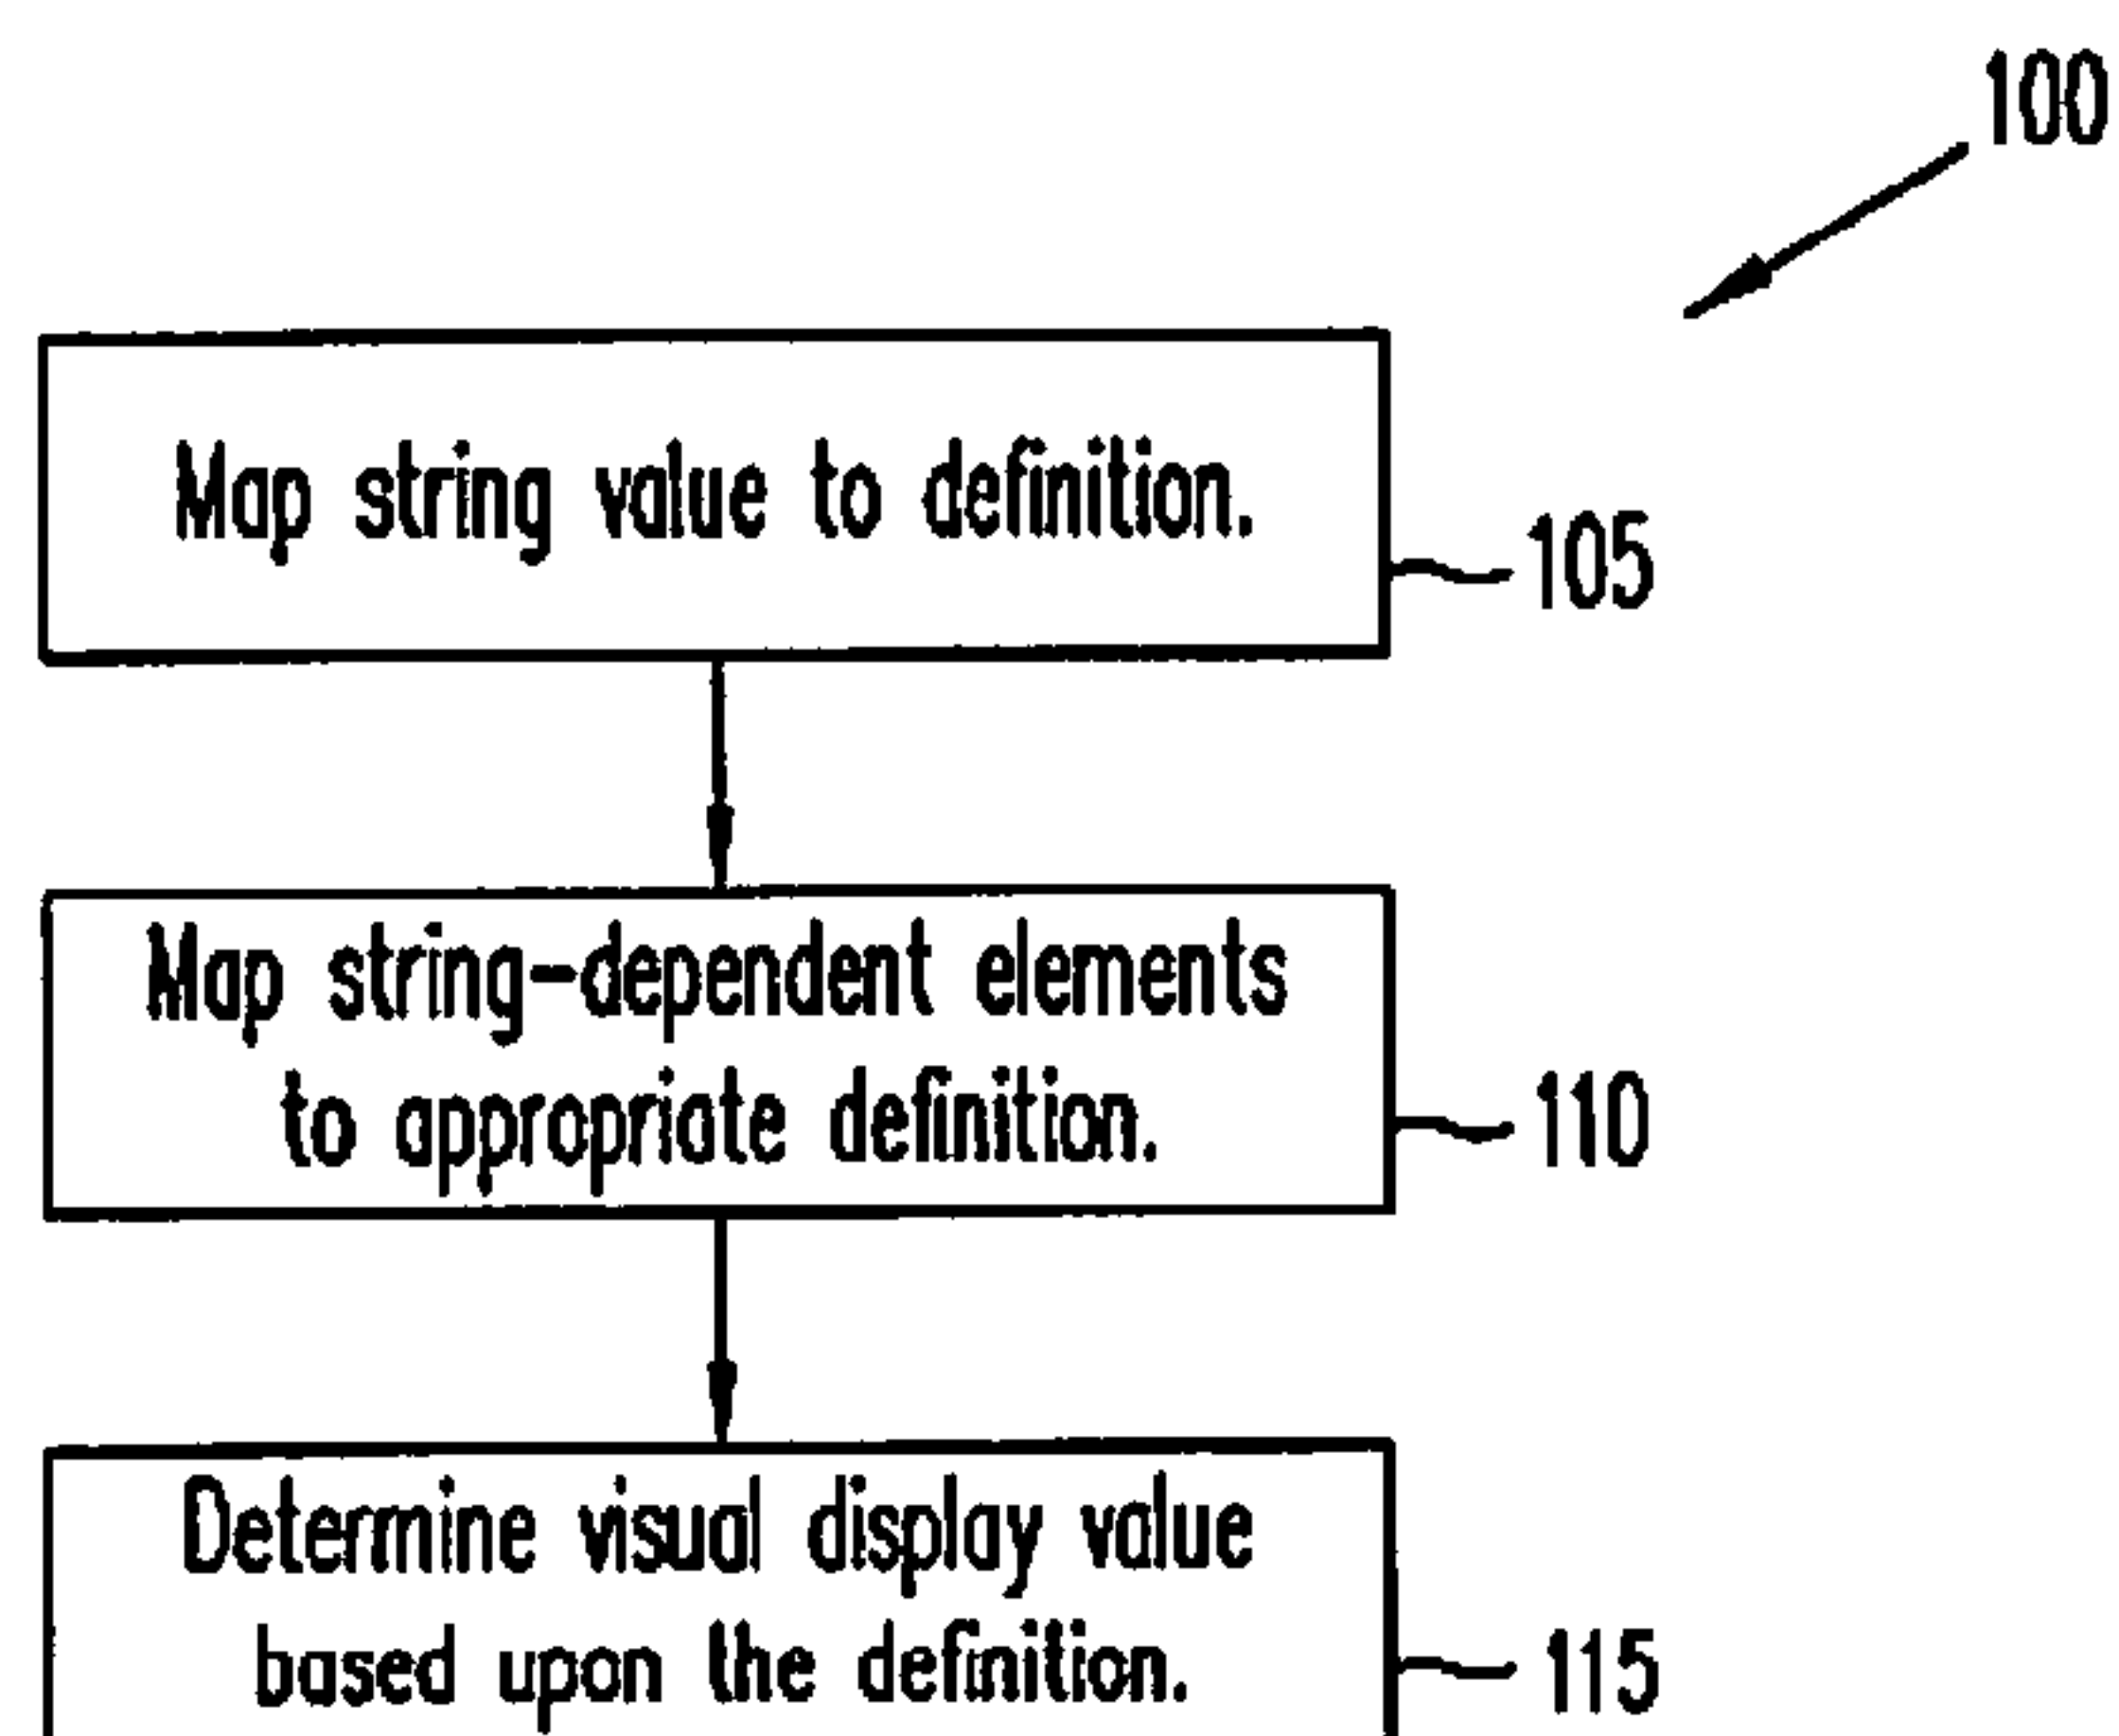 100
Map string value to definition.
105
Map string-dependent elements
to appropriate definition.
110
Determine visual display value
based upon the definition.
115